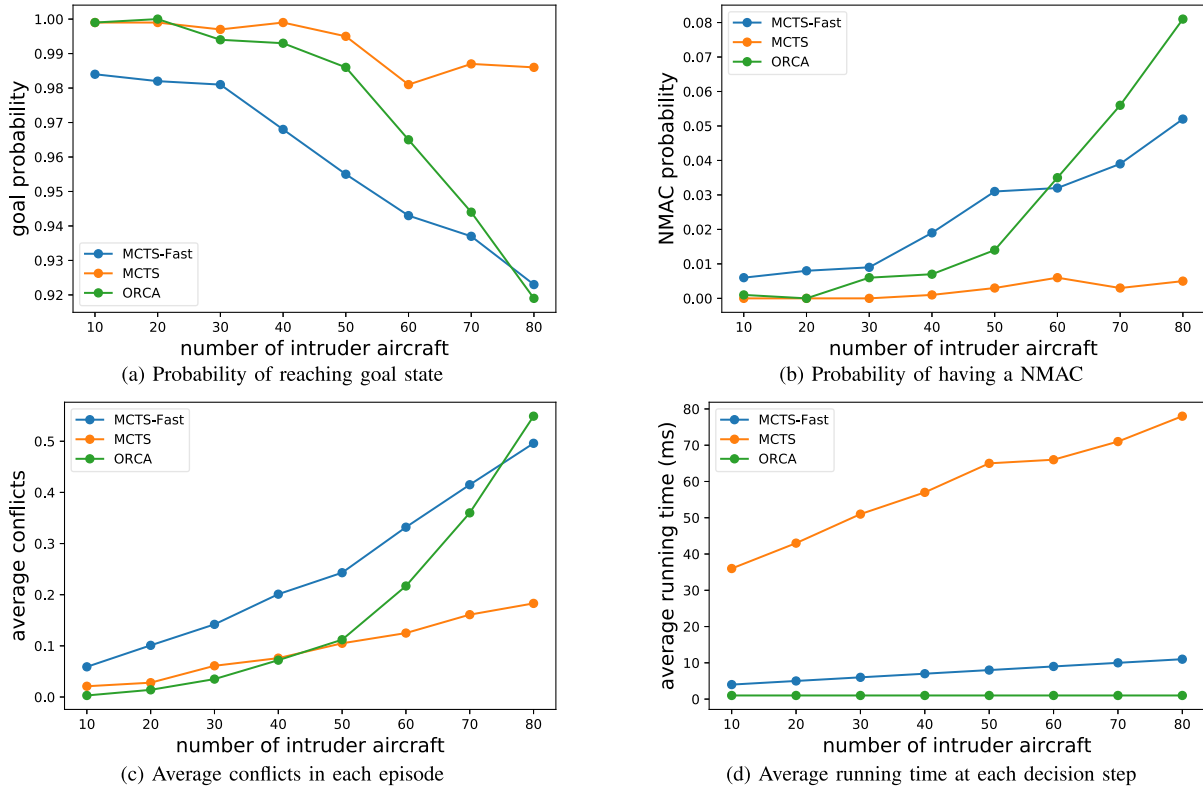 1.00
0.99
0.98
0.97
0.96
0.95
0.94
0.93
0.92
goal probability
MCTS-Fast
MCTS
ORCA
10 20 30 40 50 60 70 80
number of intruder aircraft
(a) Probability of reaching goal state
0.08
0.07
0.06
0.05
0.04
0.03
0.02
0.01
0.00
NMAC probability
MCTS-Fast
MCTS
ORCA
10 20 30 40 50 60 70 80
number of intruder aircraft
(b) Probability of having a NMAC
0.5
0.4
0.3
0.2
0.1
0.0
average conflicts
MCTS-Fast
MCTS
ORCA
10 20 30 40 50 60 70 80
number of intruder aircraft
(c) Average conflicts in each episode
80
70
60
50
40
30
20
10
0
average running time (ms)
MCTS-Fast
MCTS
ORCA
10 20 30 40 50 60 70 80
number of intruder aircraft
(d) Average running time at each decision step